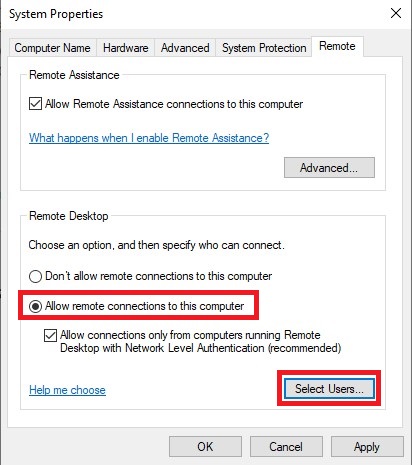 System Properties
Computer Name
Hardware
Advanced
System Protection
Remote
Remote Assistance
Allow Remote Assistance connections to this computer
What happens when I enable Remote Assistance?
Advanced...
Remote Desktop
Choose an option, and then specify who can connect.
Don't allow remote connections to this computer
Allow remote connections to this computer
Allow connections only from computers running Remote
Desktop with Network Level Authentication (recommended)
Help me choose
Select Users...
OK
Cancel
Apply